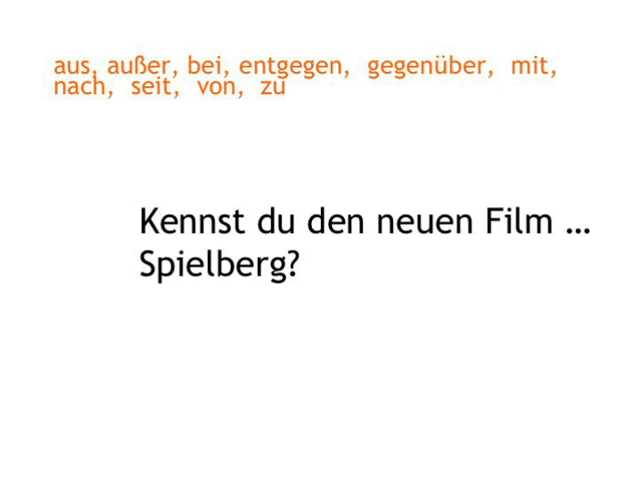 aus, außer, bei, entgegen, gegenüber, mit,
nach, seit, von, zu
Kennst du den neuen Film …
Spielberg?